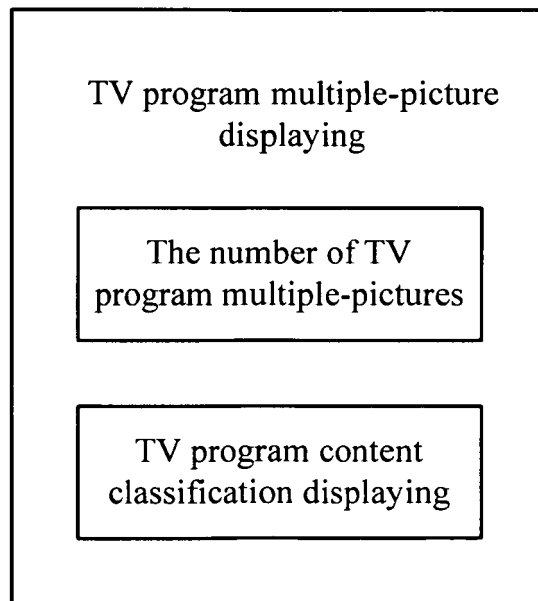 TV program multiple-picture
displaying
The number of TV
program multiple-pictures
TV program content
classification displaying